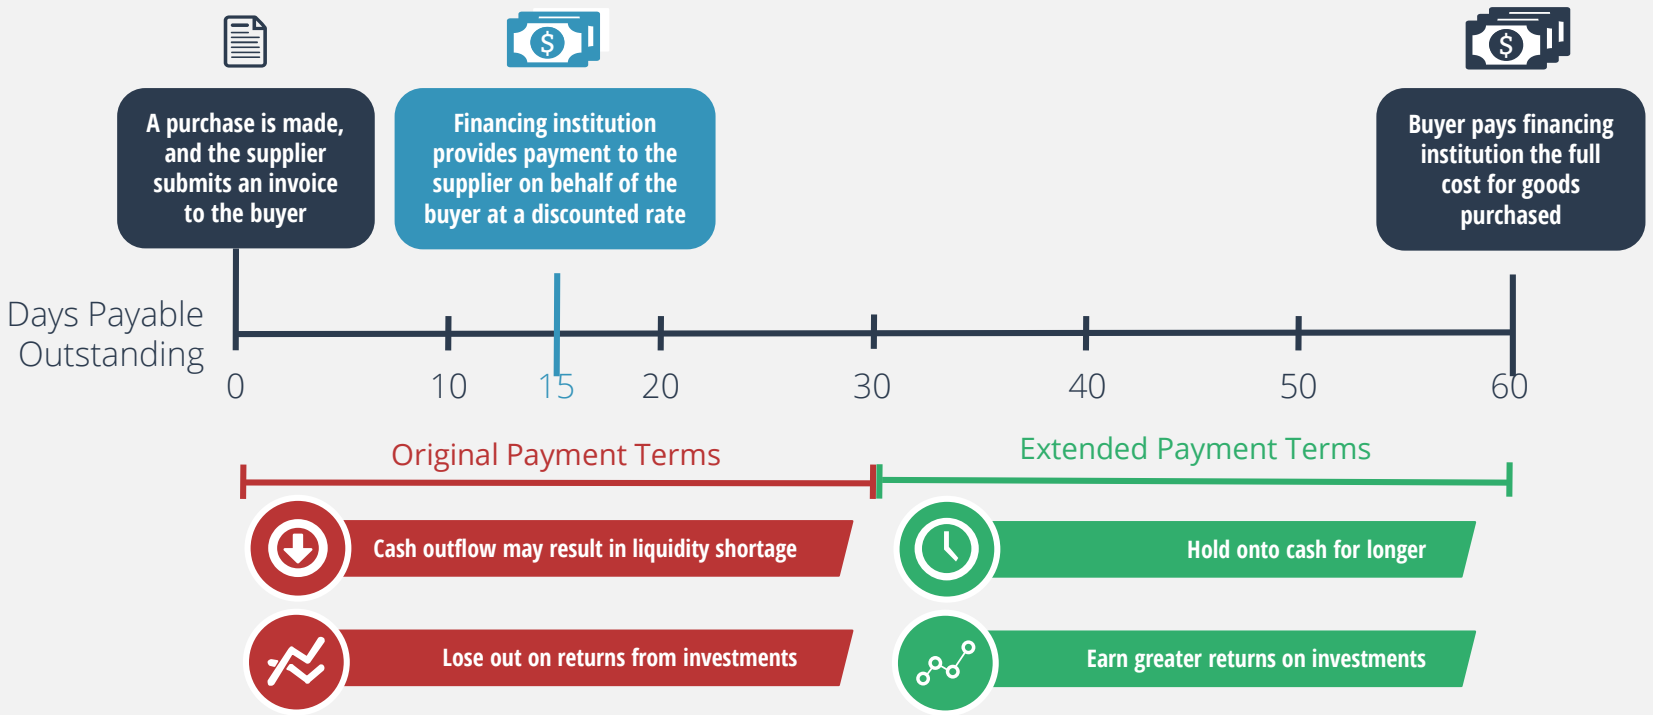 A purchase is made,
and the supplier
submits an invoice
to the buyer
Financing institution
provides payment to the
supplier on behalf of the
buyer at a discounted rate
Buyer pays financing
institution the full
cost for goods
purchased
Days Payable
Outstanding
0
10
15
20
30
40
50
60
Original Payment Terms
Extended Payment Terms
Cash outflow may result in liquidity shortage
Hold onto cash for longer
Lose out on returns from investments
Earn greater returns on investments